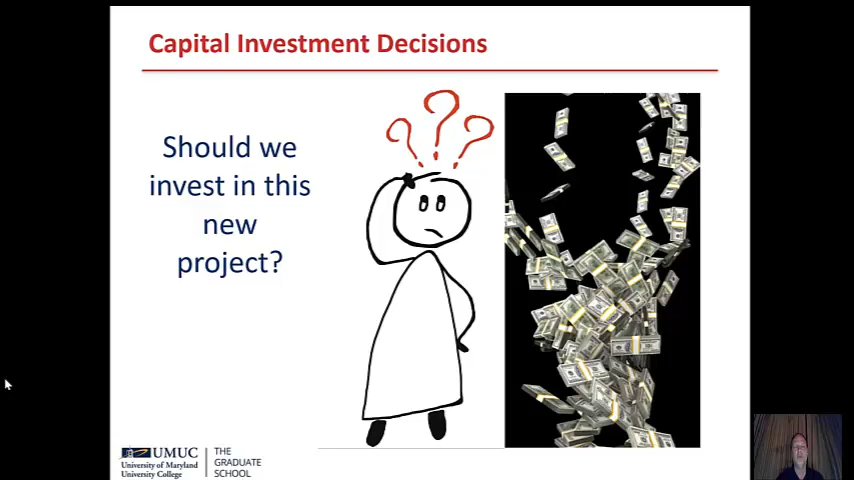 Capital Investment Decisions
Should we
invest in this
new
project?
? ? ?
UMUC
University of Maryland
University College
THE
GRADUATE
SCHOOL